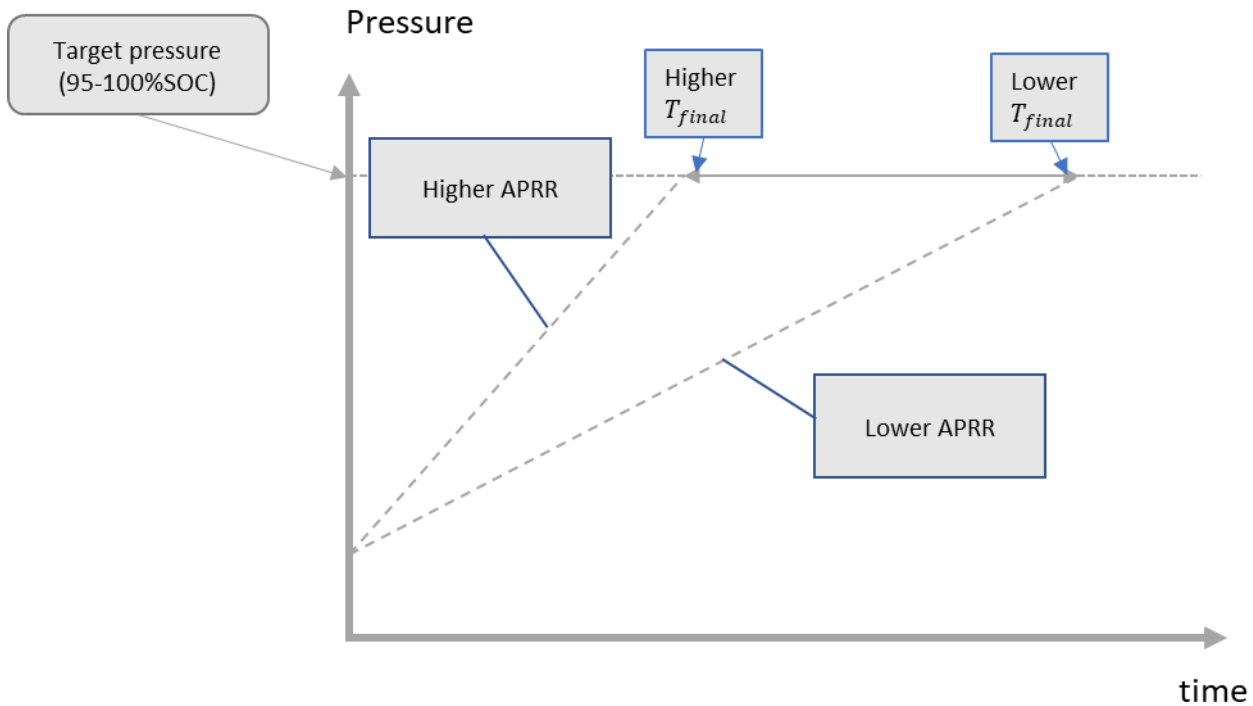 Pressure
Target pressure
(95-100%SOC)
Higher
T_final
Lower
T_final
Higher APRR
Lower APRR
time